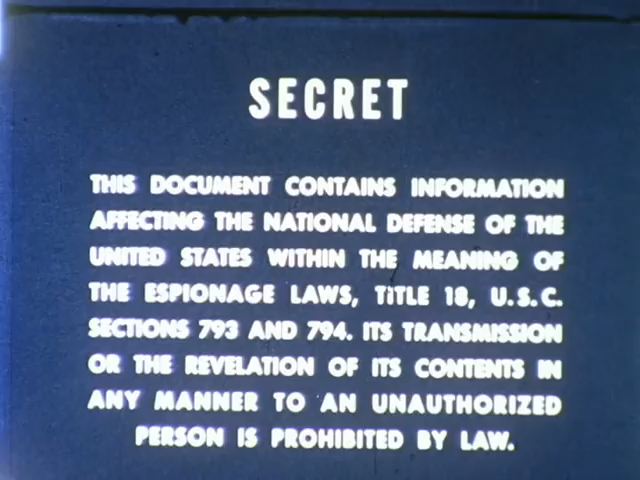 SECRET
THIS DOCUMENT CONTAINS INFORMATION
AFFECTING THE NATIONAL DEFENSE OF THE
UNITED STATES WITHIN THE MEANING OF
THE ESPIONAGE LAWS, TITLE 18, U.S.C.
SECTIONS 793 AND 794. ITS TRANSMISSION
OR THE REVELATION OF ITS CONTENTS IN
ANY MANNER TO AN UNAUTHORIZED
PERSON IS PROHIBITED BY LAW.